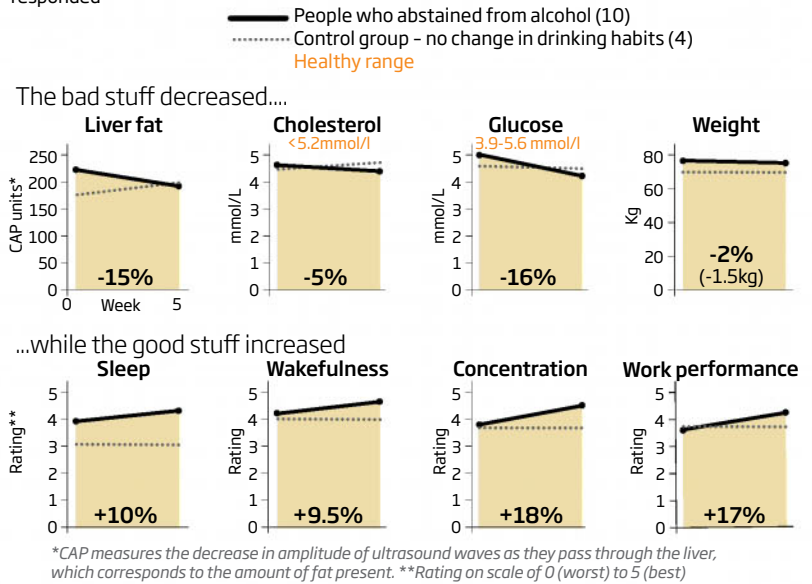 responded
People who abstained from alcohol (10)
Control group – no change in drinking habits (4)
Healthy range
The bad stuff decreased....
Liver fat
Cholesterol
Glucose
Weight
<5.2mmol/l
3.9-5.6 mmol/l
CAP units*
250
200
150
100
50
0
-15%
0
Week
5
mmol/L
5
4
3
2
1
0
-5%
mmol/L
5
4
3
2
1
0
-16%
Kg
80
60
40
20
0
-2%
(-1.5kg)
...while the good stuff increased
Sleep
Wakefulness
Concentration
Work performance
Rating**
5
4
3
2
1
0
+10%
Rating
5
4
3
2
1
0
+9.5%
Rating
5
4
3
2
1
0
+18%
Rating
5
4
3
2
1
0
+17%
*CAP measures the decrease in amplitude of ultrasound waves as they pass through the liver,
which corresponds to the amount of fat present. **Rating on scale of 0 (worst) to 5 (best)